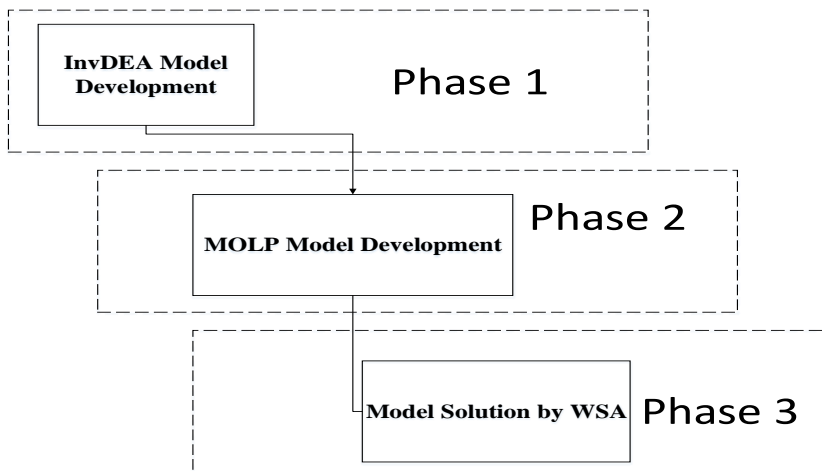 InvDEA Model
Development
Phase 1
MOLP Model Development
Phase 2
Model Solution by WSA
Phase 3